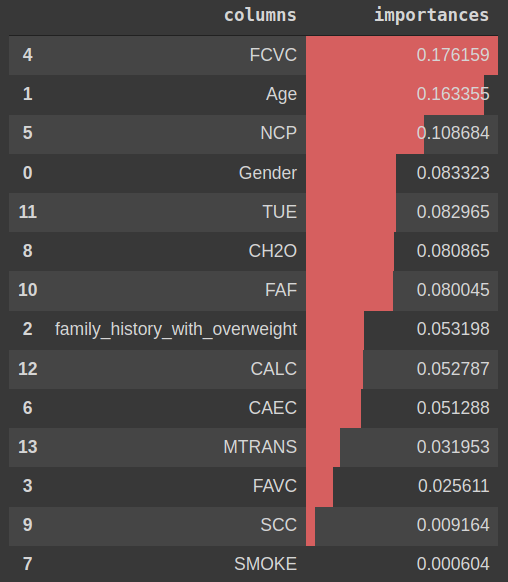 columns importances
4 FCVC 0.176159
1 Age 0.163355
5 NCP 0.108684
0 Gender 0.083323
11 TUE 0.082965
8 CH2O 0.080865
10 FAF 0.080045
2 family_history_with_overweight 0.053198
12 CALC 0.052787
6 CAEC 0.051288
13 MTRANS 0.031953
3 FAVC 0.025611
9 SCC 0.009164
7 SMOKE 0.000604